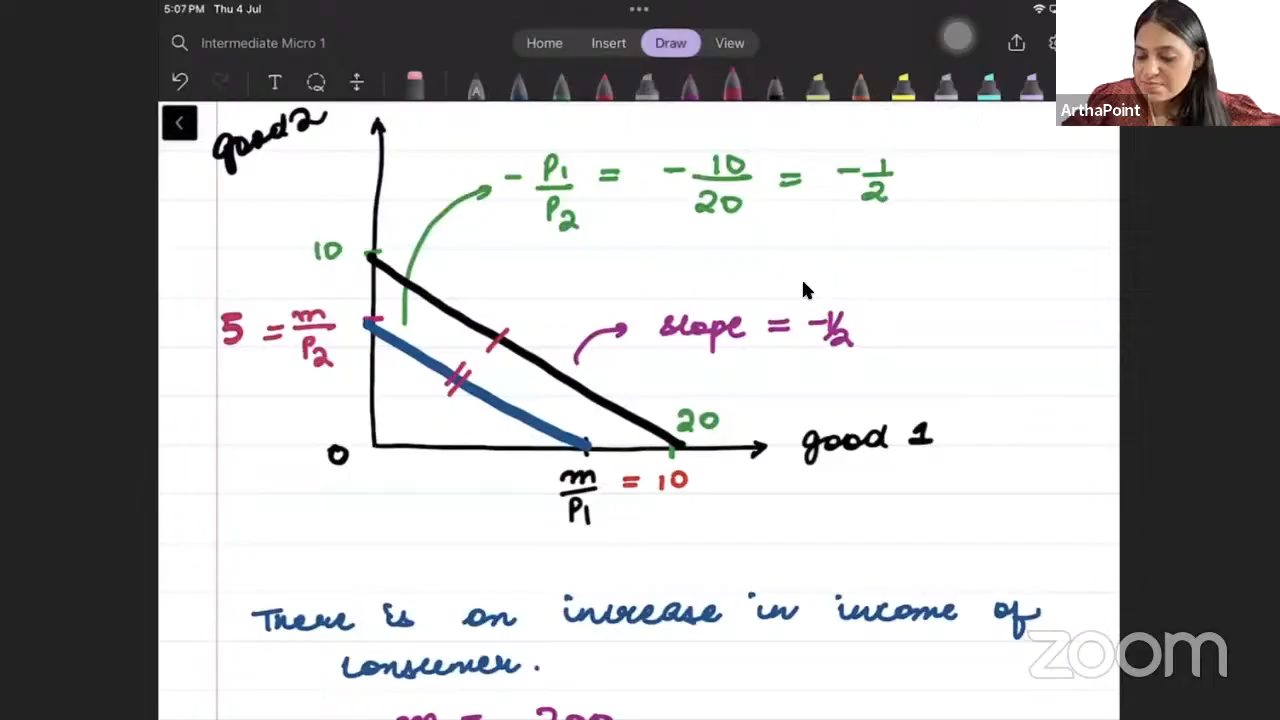 5:07 PM Thu 4 Jul
Intermediate Micro 1
Home Insert Draw View
ArthaPoint
T
A
good 2
- P1/P2 = - 10/20 = - 1/2
10
5 = m/P2
slope = -1/2
20
0
good 1
m/P1 = 10
There is an increase in income of
consumer.
m = 200
zoom